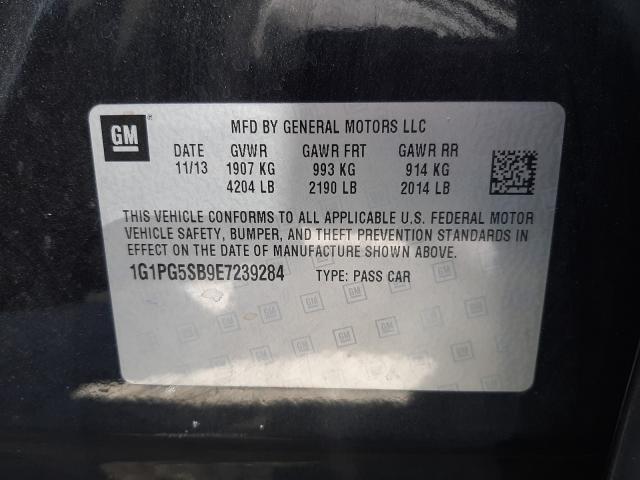 GM ®
MFD BY GENERAL MOTORS LLC
DATE GVWR GAWR FRT GAWR RR
11/13 1907 KG 993 KG 914 KG
4204 LB 2190 LB 2014 LB
THIS VEHICLE CONFORMS TO ALL APPLICABLE U.S. FEDERAL MOTOR
VEHICLE SAFETY, BUMPER, AND THEFT PREVENTION STANDARDS IN
EFFECT ON THE DATE OF MANUFACTURE SHOWN ABOVE.
1G1PG5SB9E7239284 TYPE: PASS CAR